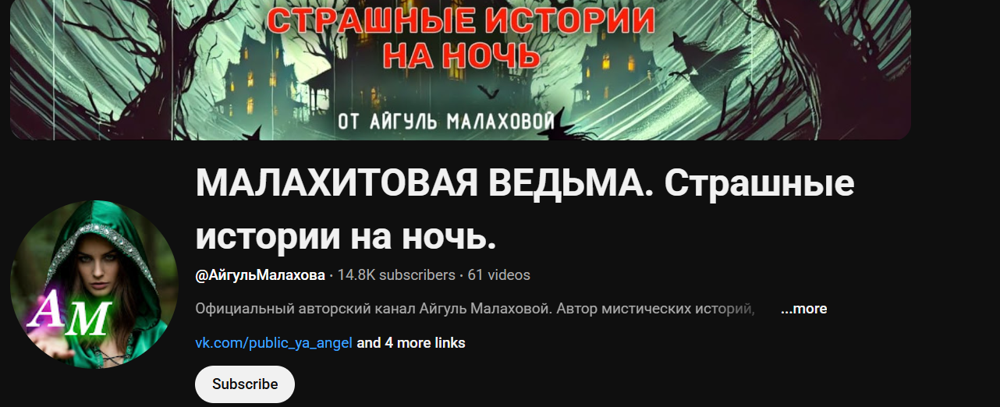 СТРАШНЫЕ ИСТОРИИ
НА НОЧЬ
ОТ АЙГУЛЬ МАЛАХОВОЙ
МАЛАХИТОВАЯ ВЕДЬМА. Страшные
истории на ночь.
@АйгульМалахова · 14.8K subscribers · 61 videos
Официальный авторский канал Айгуль Малаховой. Автор мистических историй, ...more
vk.com/public_ya_angel and 4 more links
Subscribe
AM